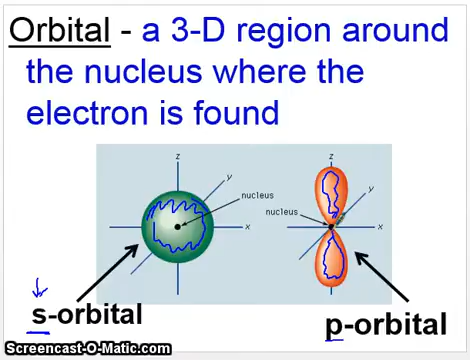 Orbital - a 3-D region around
the nucleus where the
electron is found
z
z
y
y
nucleus
nucleus
x
x
s-orbital
p-orbital
Screencast-O-Matic.com